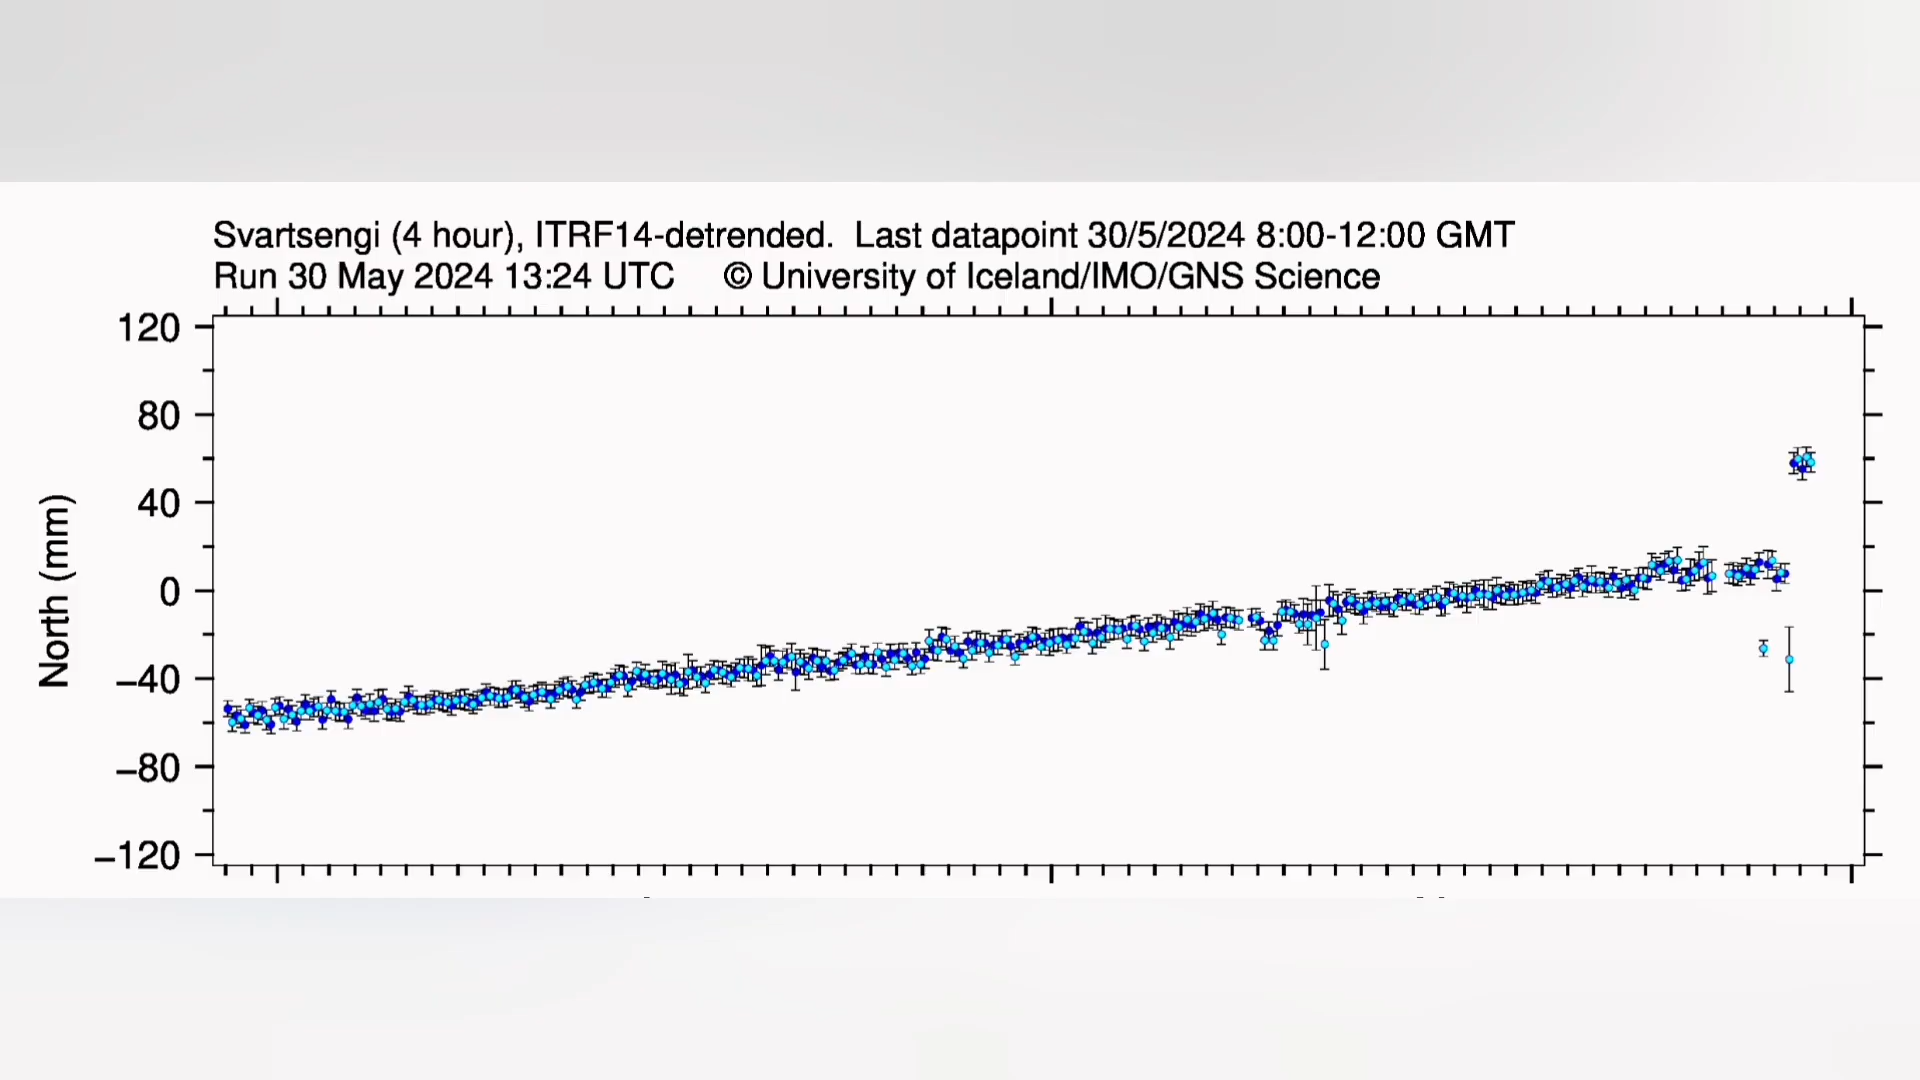 Svartsengi (4 hour), ITRF14-detrended. Last datapoint 30/5/2024 8:00-12:00 GMT
Run 30 May 2024 13:24 UTC © University of Iceland/IMO/GNS Science
120
80
40
0
−40
−80
−120
North (mm)